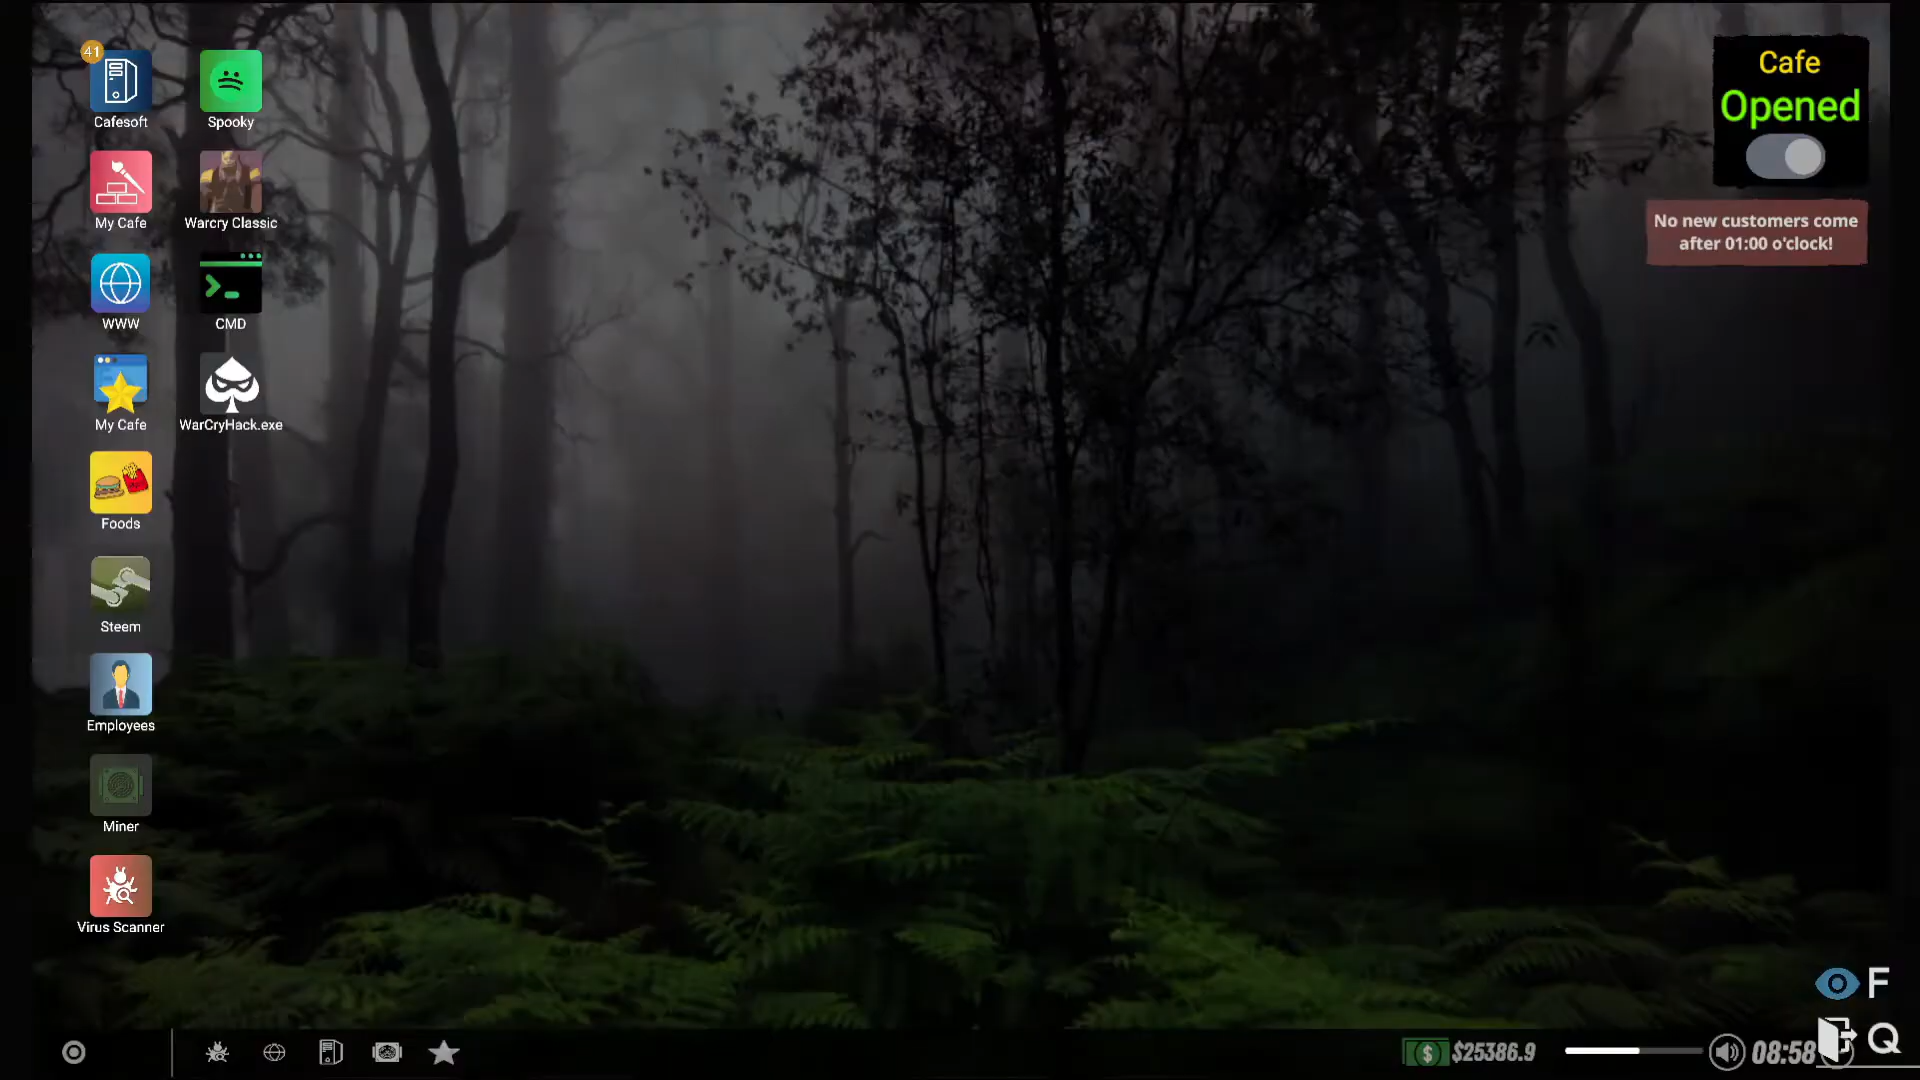 41
Cafesoft
Spooky
My Cafe
Warcry Classic
WWW
CMD
My Cafe
WarCryHack.exe
Foods
Steem
Employees
Miner
Virus Scanner
Cafe
Opened
No new customers come
after 01:00 o'clock!
F
Q
$25386.9
08:58